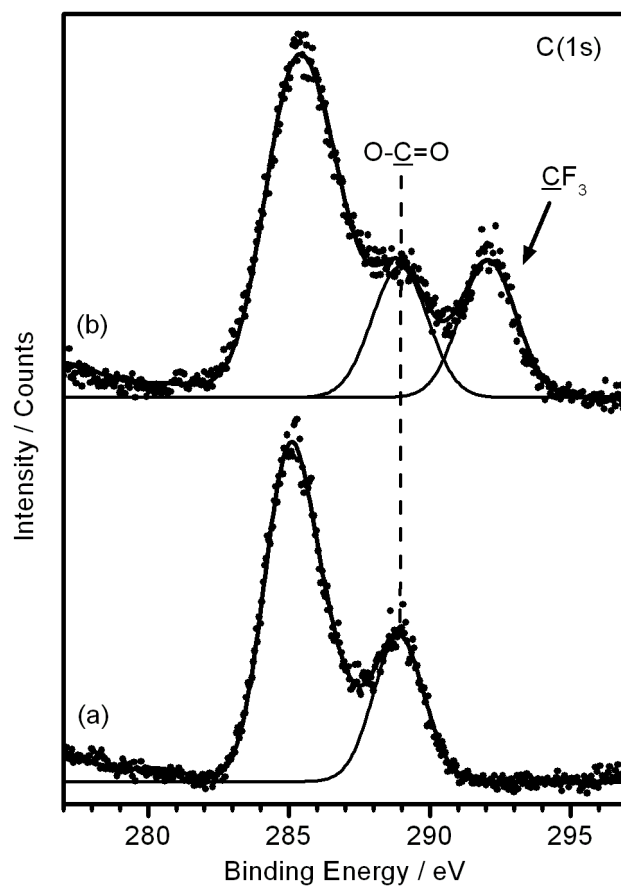 C(1s)
O-C=O
CF₃
(b)
(a)
Intensity / Counts
280 285 290 295
Binding Energy / eV